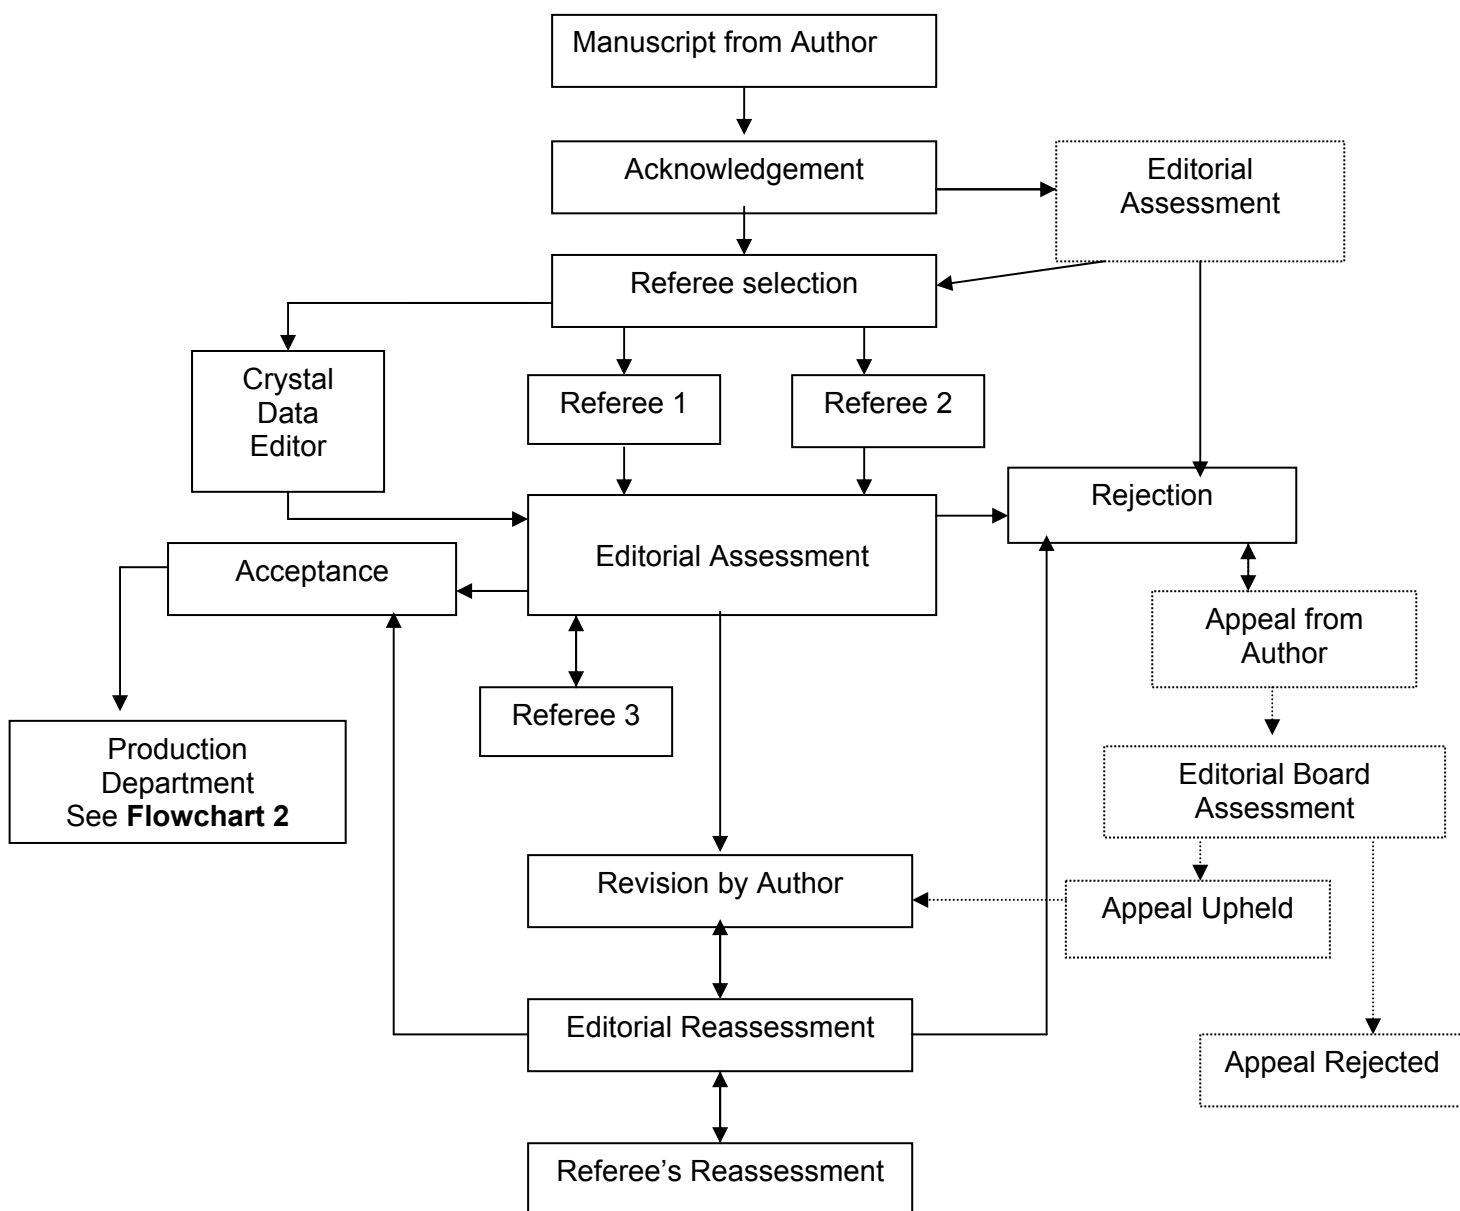 Manuscript from Author
Acknowledgement
Editorial
Assessment
Referee selection
Crystal
Data
Editor
Referee 1
Referee 2
Rejection
Editorial Assessment
Acceptance
Appeal from
Author
Referee 3
Production
Department
See Flowchart 2
Editorial Board
Assessment
Revision by Author
Appeal Upheld
Editorial Reassessment
Appeal Rejected
Referee’s Reassessment